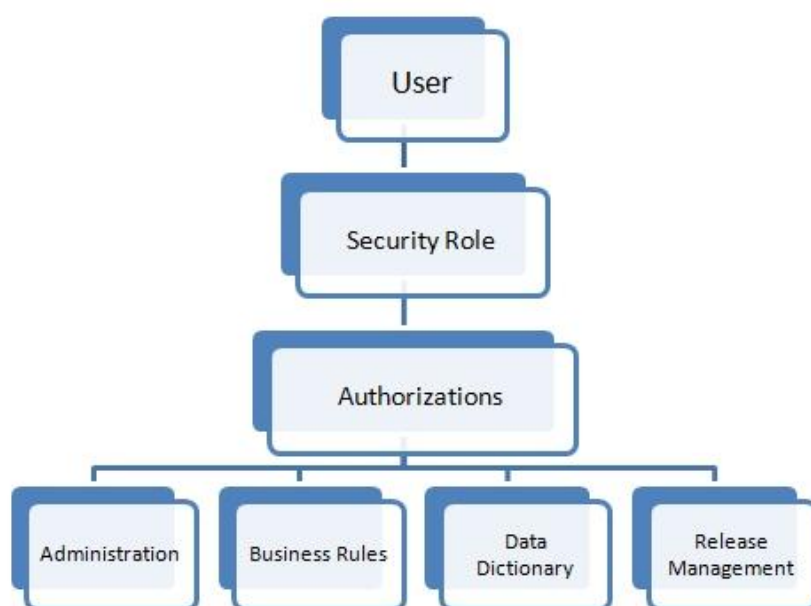 User
Security Role
Authorizations
Administration
Business Rules
Data
Dictionary
Release
Management